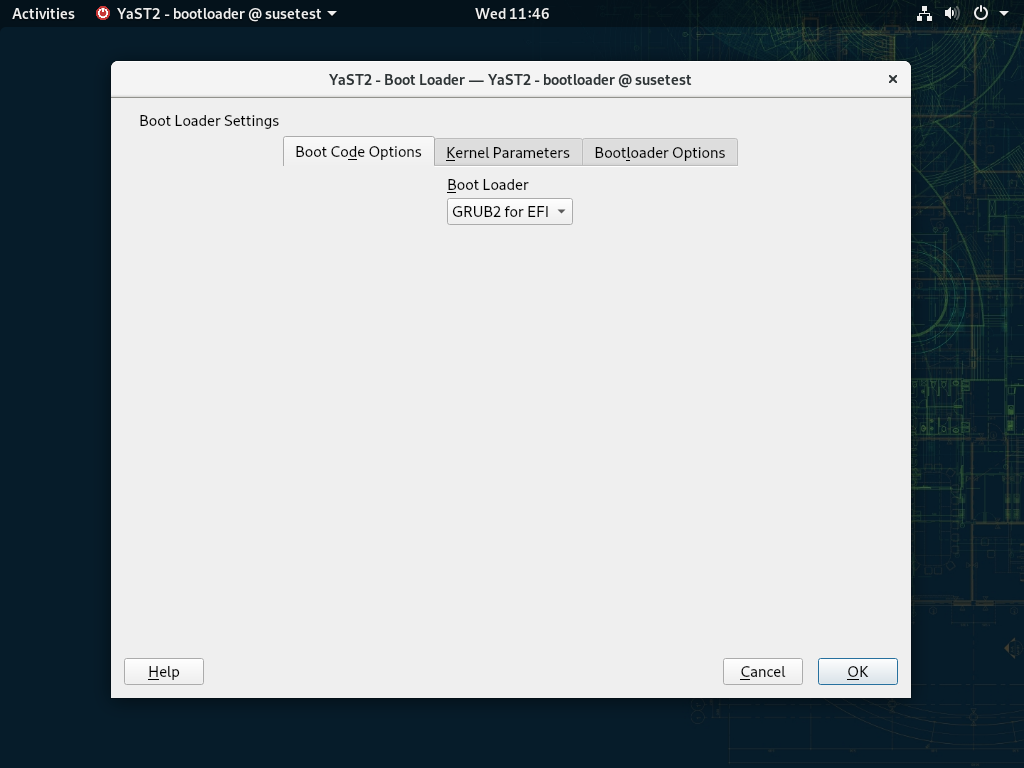 Activities YaST2 - bootloader @ susetest Wed 11:46
YaST2 - Boot Loader — YaST2 - bootloader @ susetest
Boot Loader Settings
Boot Code Options Kernel Parameters Bootloader Options
Boot Loader
GRUB2 for EFI
Help Cancel OK